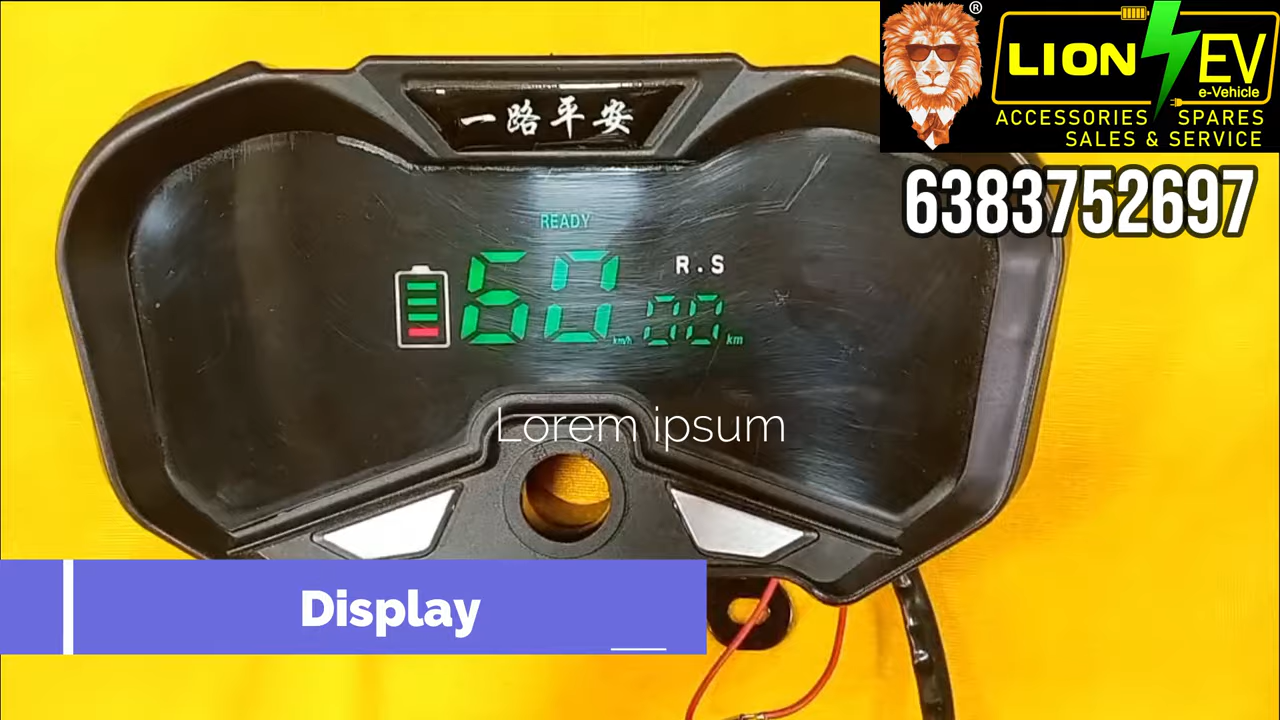 ®
LION EV
e-Vehicle
ACCESSORIES SPARES
SALES & SERVICE
6383752697
一路平安
READY
R.S
60 km/h
00 km
Lorem ipsum
Display